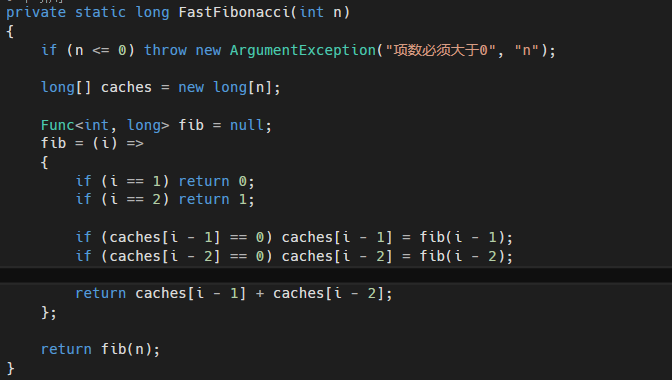 private static long FastFibonacci(int n)
{
    if (n <= 0) throw new ArgumentException("项数必须大于0", "n");
    long[] caches = new long[n];
    Func<int, long> fib = null;
    fib = (i) =>
    {
        if (i == 1) return 0;
        if (i == 2) return 1;
        if (caches[i - 1] == 0) caches[i - 1] = fib(i - 1);
        if (caches[i - 2] == 0) caches[i - 2] = fib(i - 2);
        return caches[i - 1] + caches[i - 2];
    };
    return fib(n);
}